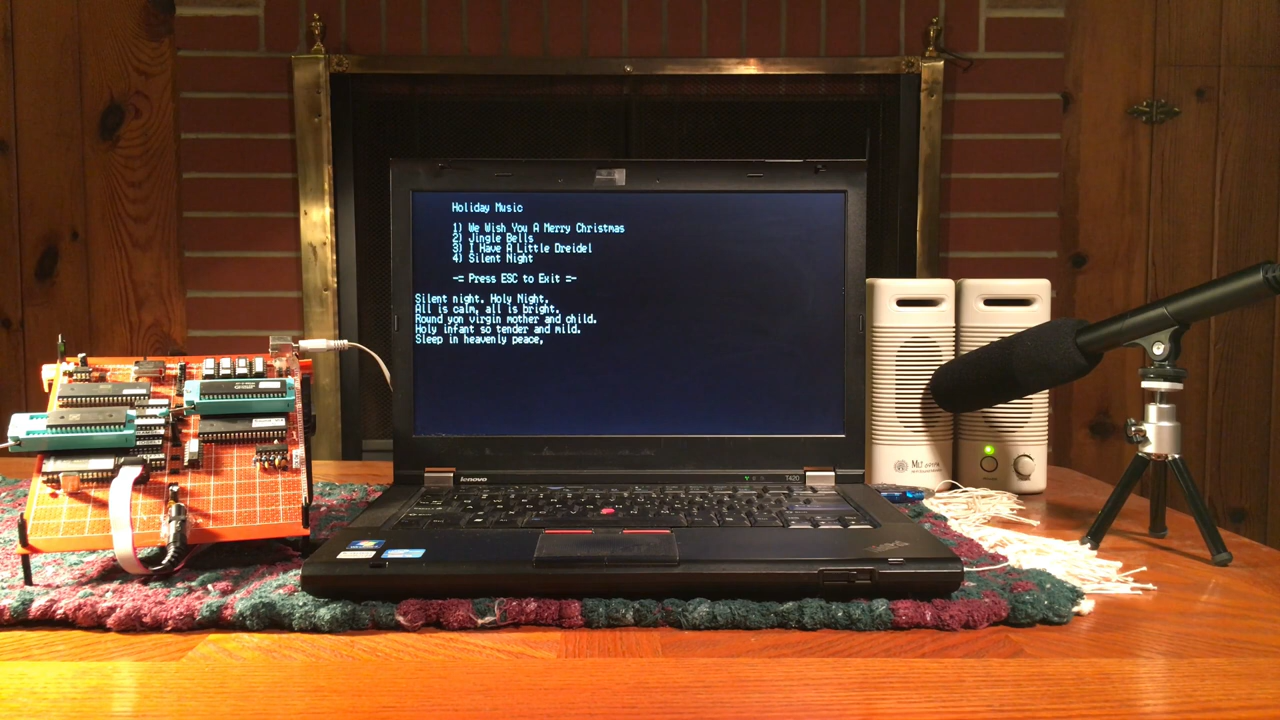 Holiday Music
1) We Wish You A Merry Christmas
2) Jingle Bells
3) I Have A Little Dreidel
4) Silent Night
-= Press ESC to Exit =-
Silent night. Holy Night.
All is calm, all is bright.
Round yon virgin mother and child.
Holy infant so tender and mild.
Sleep in heavenly peace,
lenovo
T420